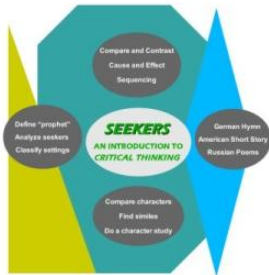 Compare and Contrast
Cause and Effect
Sequencing
Define "prophet"
Analyze seekers
Classify settings
SEEKERS
AN INTRODUCTION TO
CRITICAL THINKING
German Hymn
American Short Story
Russian Poems
Compare characters
Find similes
Do a character study